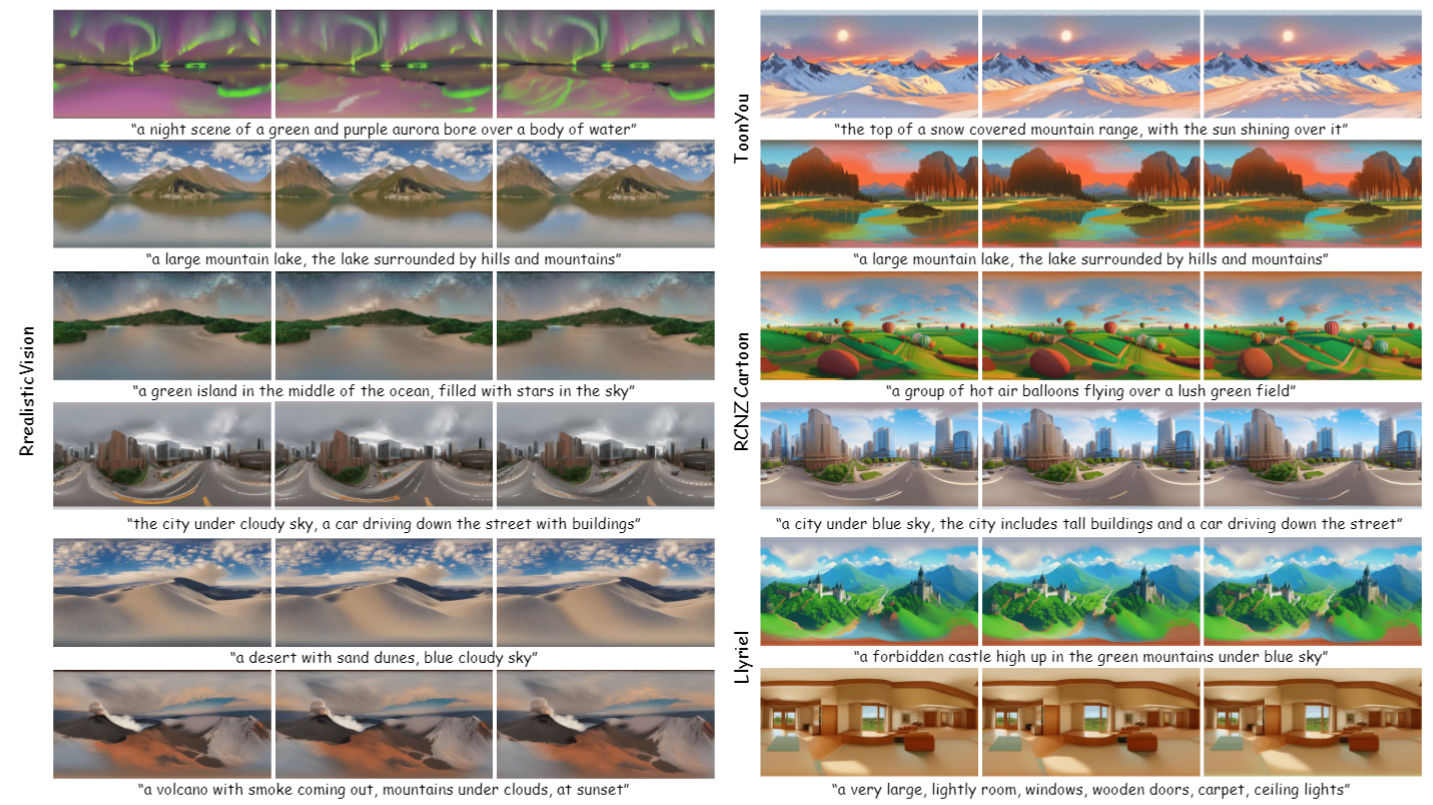 RrealisticVision
“a night scene of a green and purple aurora bore over a body of water”
“a large mountain lake, the lake surrounded by hills and mountains”
“a green island in the middle of the ocean, filled with stars in the sky”
“the city under cloudy sky, a car driving down the street with buildings”
“a desert with sand dunes, blue cloudy sky”
“a volcano with smoke coming out, mountains under clouds, at sunset”
ToonYou
“the top of a snow covered mountain range, with the sun shining over it”
“a large mountain lake, the lake surrounded by hills and mountains”
RCNZ Cartoon
“a group of hot air balloons flying over a lush green field”
“a city under blue sky, the city includes tall buildings and a car driving down the street”
Llyriel
“a forbidden castle high up in the green mountains under blue sky”
“a very large, lightly room, windows, wooden doors, carpet, ceiling lights”